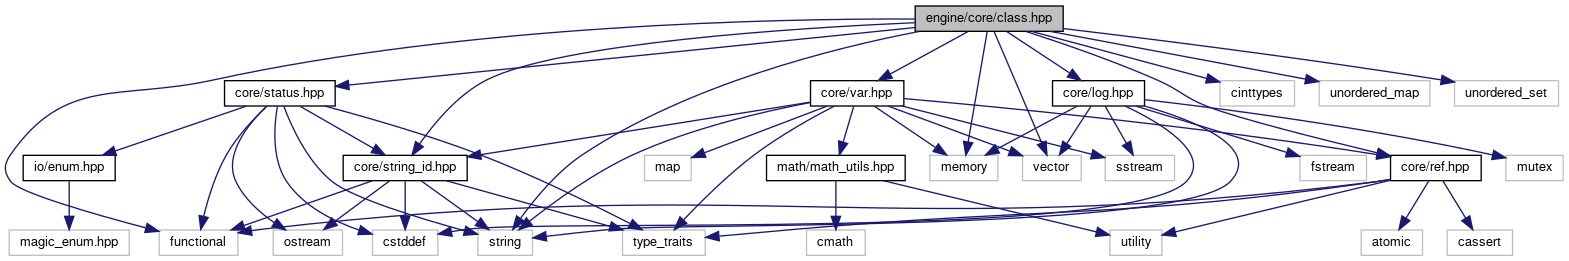 engine/core/class.hpp
core/status.hpp
core/var.hpp
core/log.hpp
cinttypes
unordered_map
unordered_set
io/enum.hpp
core/string_id.hpp
map
math/math_utils.hpp
memory
vector
sstream
fstream
core/ref.hpp
mutex
magic_enum.hpp
functional
ostream
cstddef
string
type_traits
cmath
utility
atomic
cassert